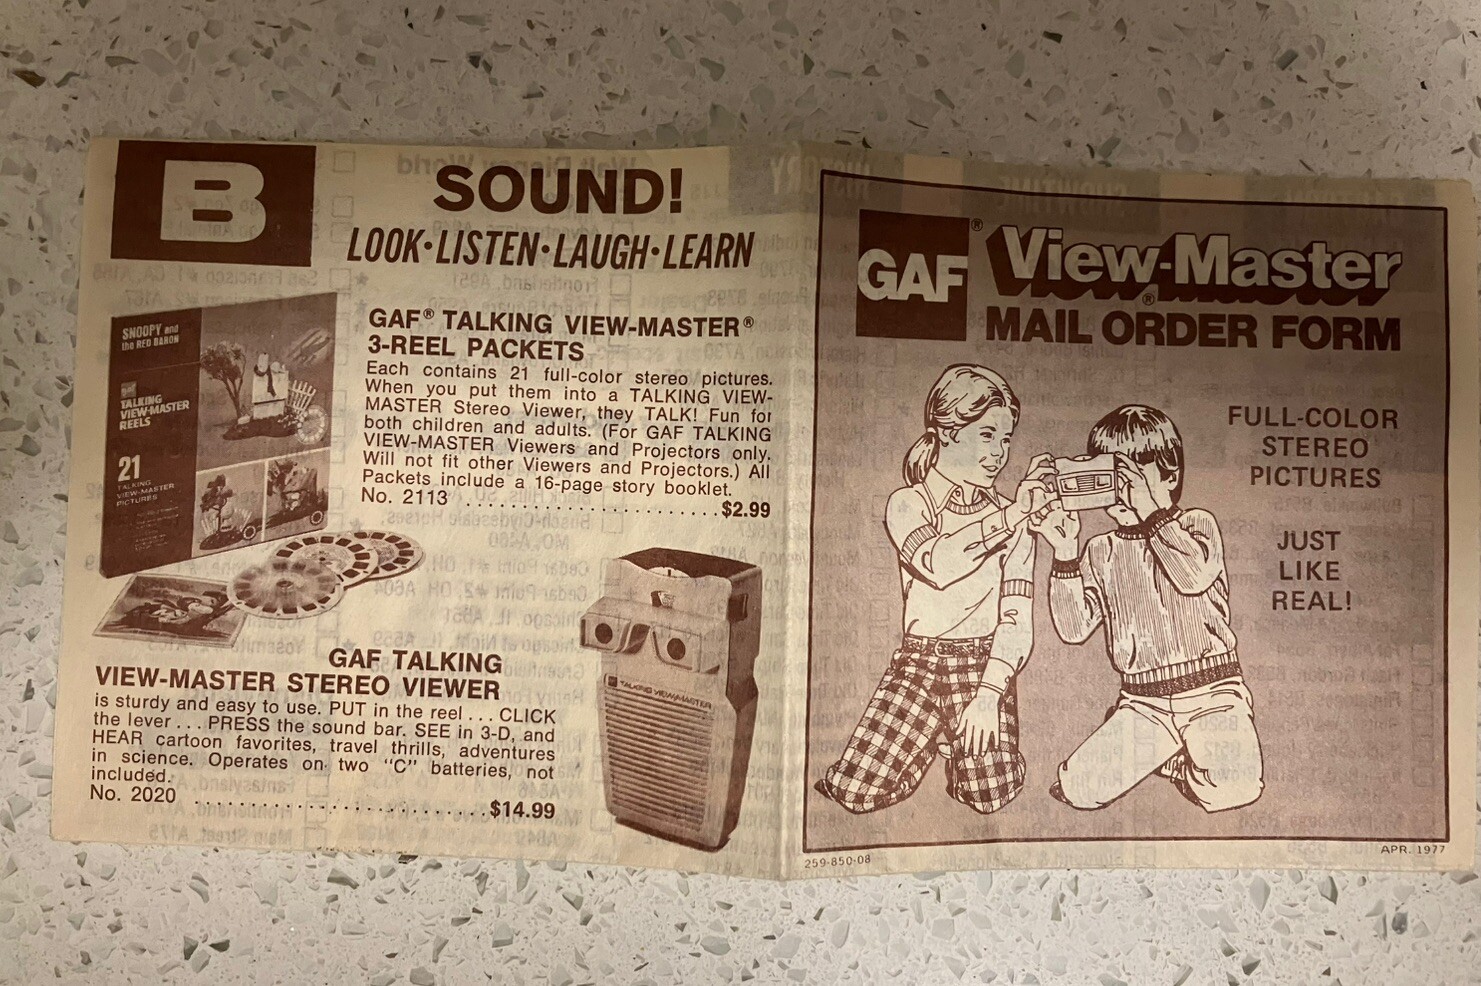 B
SOUND!
LOOK·LISTEN·LAUGH·LEARN
SNOOPY and
the RED BARON
TALKING
VIEW-MASTER
REELS
21
TALKING
VIEW-MASTER
PICTURES
GAF® TALKING VIEW-MASTER®
3-REEL PACKETS
Each contains 21 full-color stereo pictures.
When you put them into a TALKING VIEW-
MASTER Stereo Viewer, they TALK! Fun for
both children and adults. (For GAF TALKING
VIEW-MASTER Viewers and Projectors only.
Will not fit other Viewers and Projectors.) All
Packets include a 16-page story booklet.
No. 2113 . . . . . . . . . . . . . . . . . . . . . . . . $2.99
GAF TALKING
VIEW-MASTER STEREO VIEWER
is sturdy and easy to use. PUT in the reel . . . CLICK
the lever . . . PRESS the sound bar. SEE in 3-D, and
HEAR cartoon favorites, travel thrills, adventures
in science. Operates on two "C" batteries, not
included.
No. 2020 . . . . . . . . . . . . . . . . . . . . . . . . . $14.99
TALKING VIEW-MASTER
GAF® View-Master®
MAIL ORDER FORM
FULL-COLOR
STEREO
PICTURES
JUST
LIKE
REAL!
259-850-08
APR. 1977